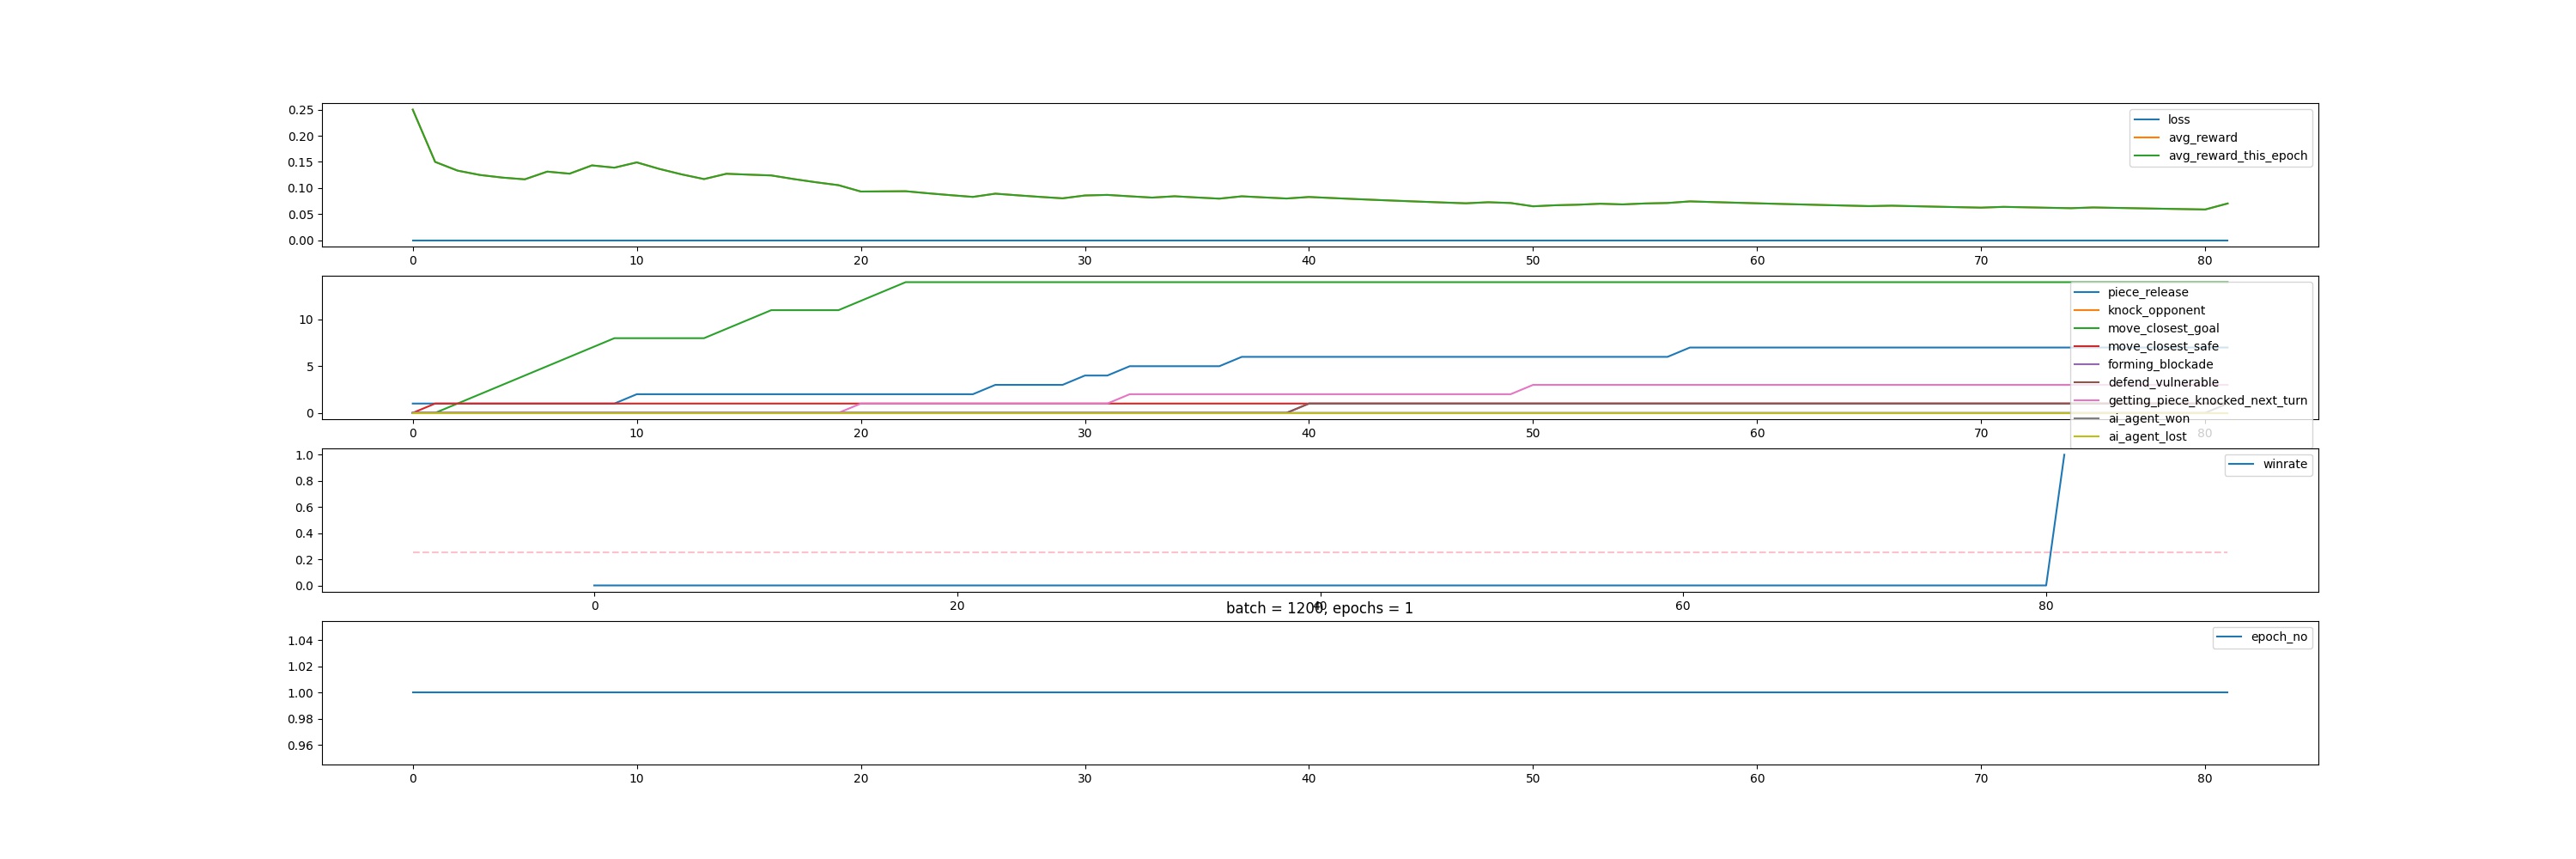 0.25
0.20
0.15
0.10
0.05
0.00
loss
avg_reward
avg_reward_this_epoch
0 10 20 30 40 50 60 70 80
10
5
0
piece_release
knock_opponent
move_closest_goal
move_closest_safe
forming_blockade
defend_vulnerable
getting_piece_knocked_next_turn
ai_agent_won
ai_agent_lost
0 10 20 30 40 50 60 70 80
1.0
0.8
0.6
0.4
0.2
0.0
winrate
0 20 40 60 80
batch = 1200, epochs = 1
1.04
1.02
1.00
0.98
0.96
epoch_no
0 10 20 30 40 50 60 70 80